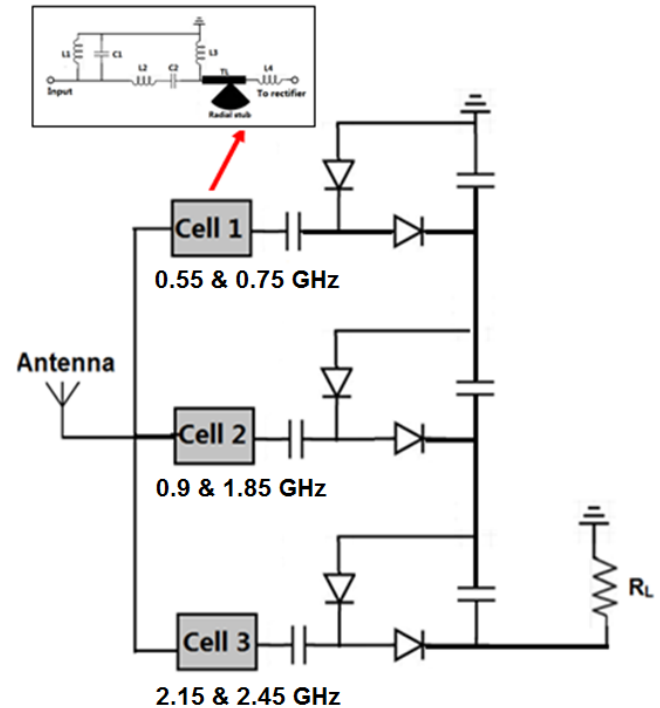 L1
C1
L2
C2
L3
TL
L4
Input
To rectifier
Radial stub
Cell 1
0.55 & 0.75 GHz
Antenna
Cell 2
0.9 & 1.85 GHz
RL
Cell 3
2.15 & 2.45 GHz